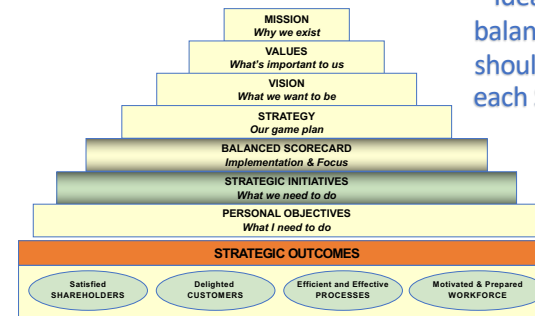 MISSION
Why we exist
VALUES
What's important to us
VISION
What we want to be
STRATEGY
Our game plan
BALANCED SCORECARD
Implementation & Focus
STRATEGIC INITIATIVES
What we need to do
PERSONAL OBJECTIVES
What I need to do
STRATEGIC OUTCOMES
Satisfied
SHAREHOLDERS
Delighted
CUSTOMERS
Efficient and Effective
PROCESSES
Motivated & Prepared
WORKFORCE
each